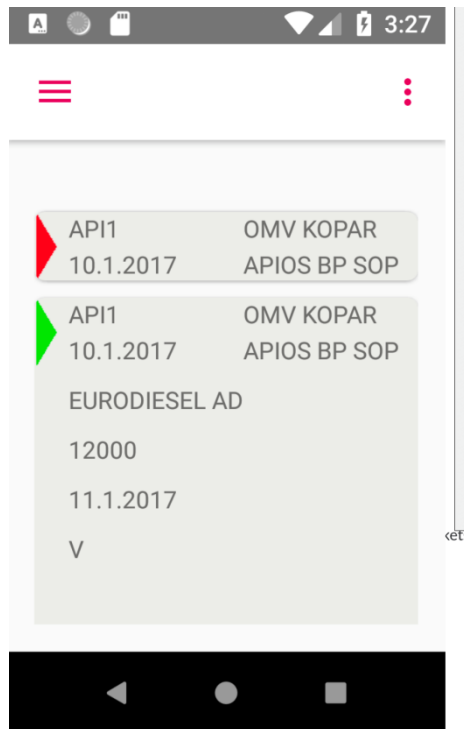 A
3:27
API1 OMV KOPAR
10.1.2017 APIOS BP SOP
API1 OMV KOPAR
10.1.2017 APIOS BP SOP
EURODIESEL AD
12000
11.1.2017
V
ket